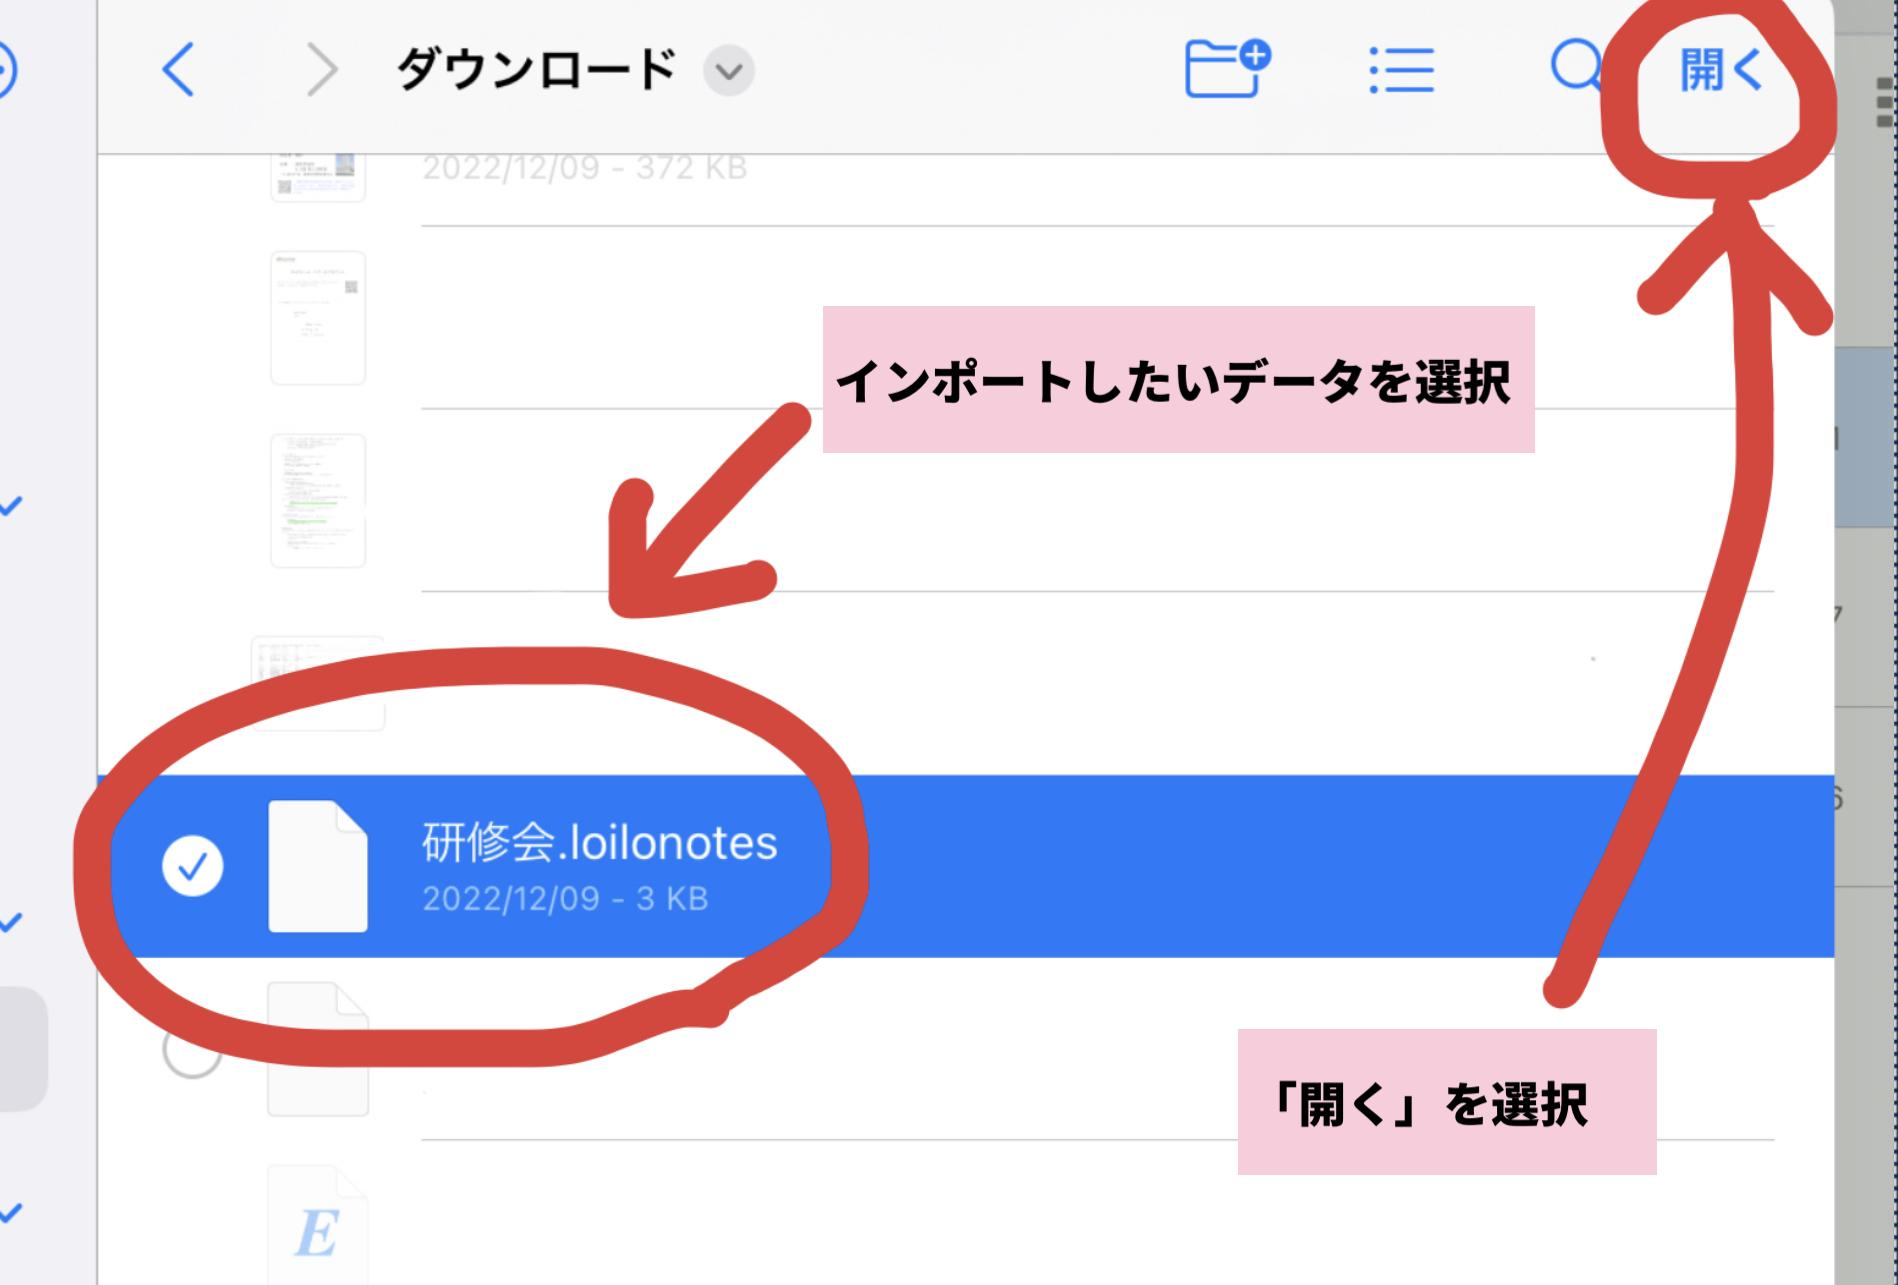 ダウンロード
開く
2022/12/09 - 372 KB
インポートしたいデータを選択
研修会.loilonotes
2022/12/09 - 3 KB
「開く」を選択
E